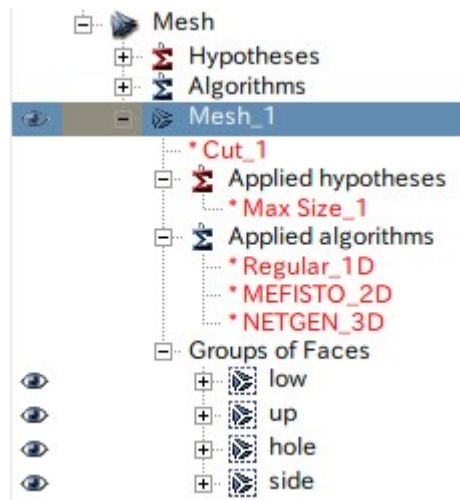 Mesh
Hypotheses
Algorithms
Mesh_1
* Cut_1
Applied hypotheses
* Max Size_1
Applied algorithms
* Regular_1D
* MEFISTO_2D
* NETGEN_3D
Groups of Faces
low
up
hole
side